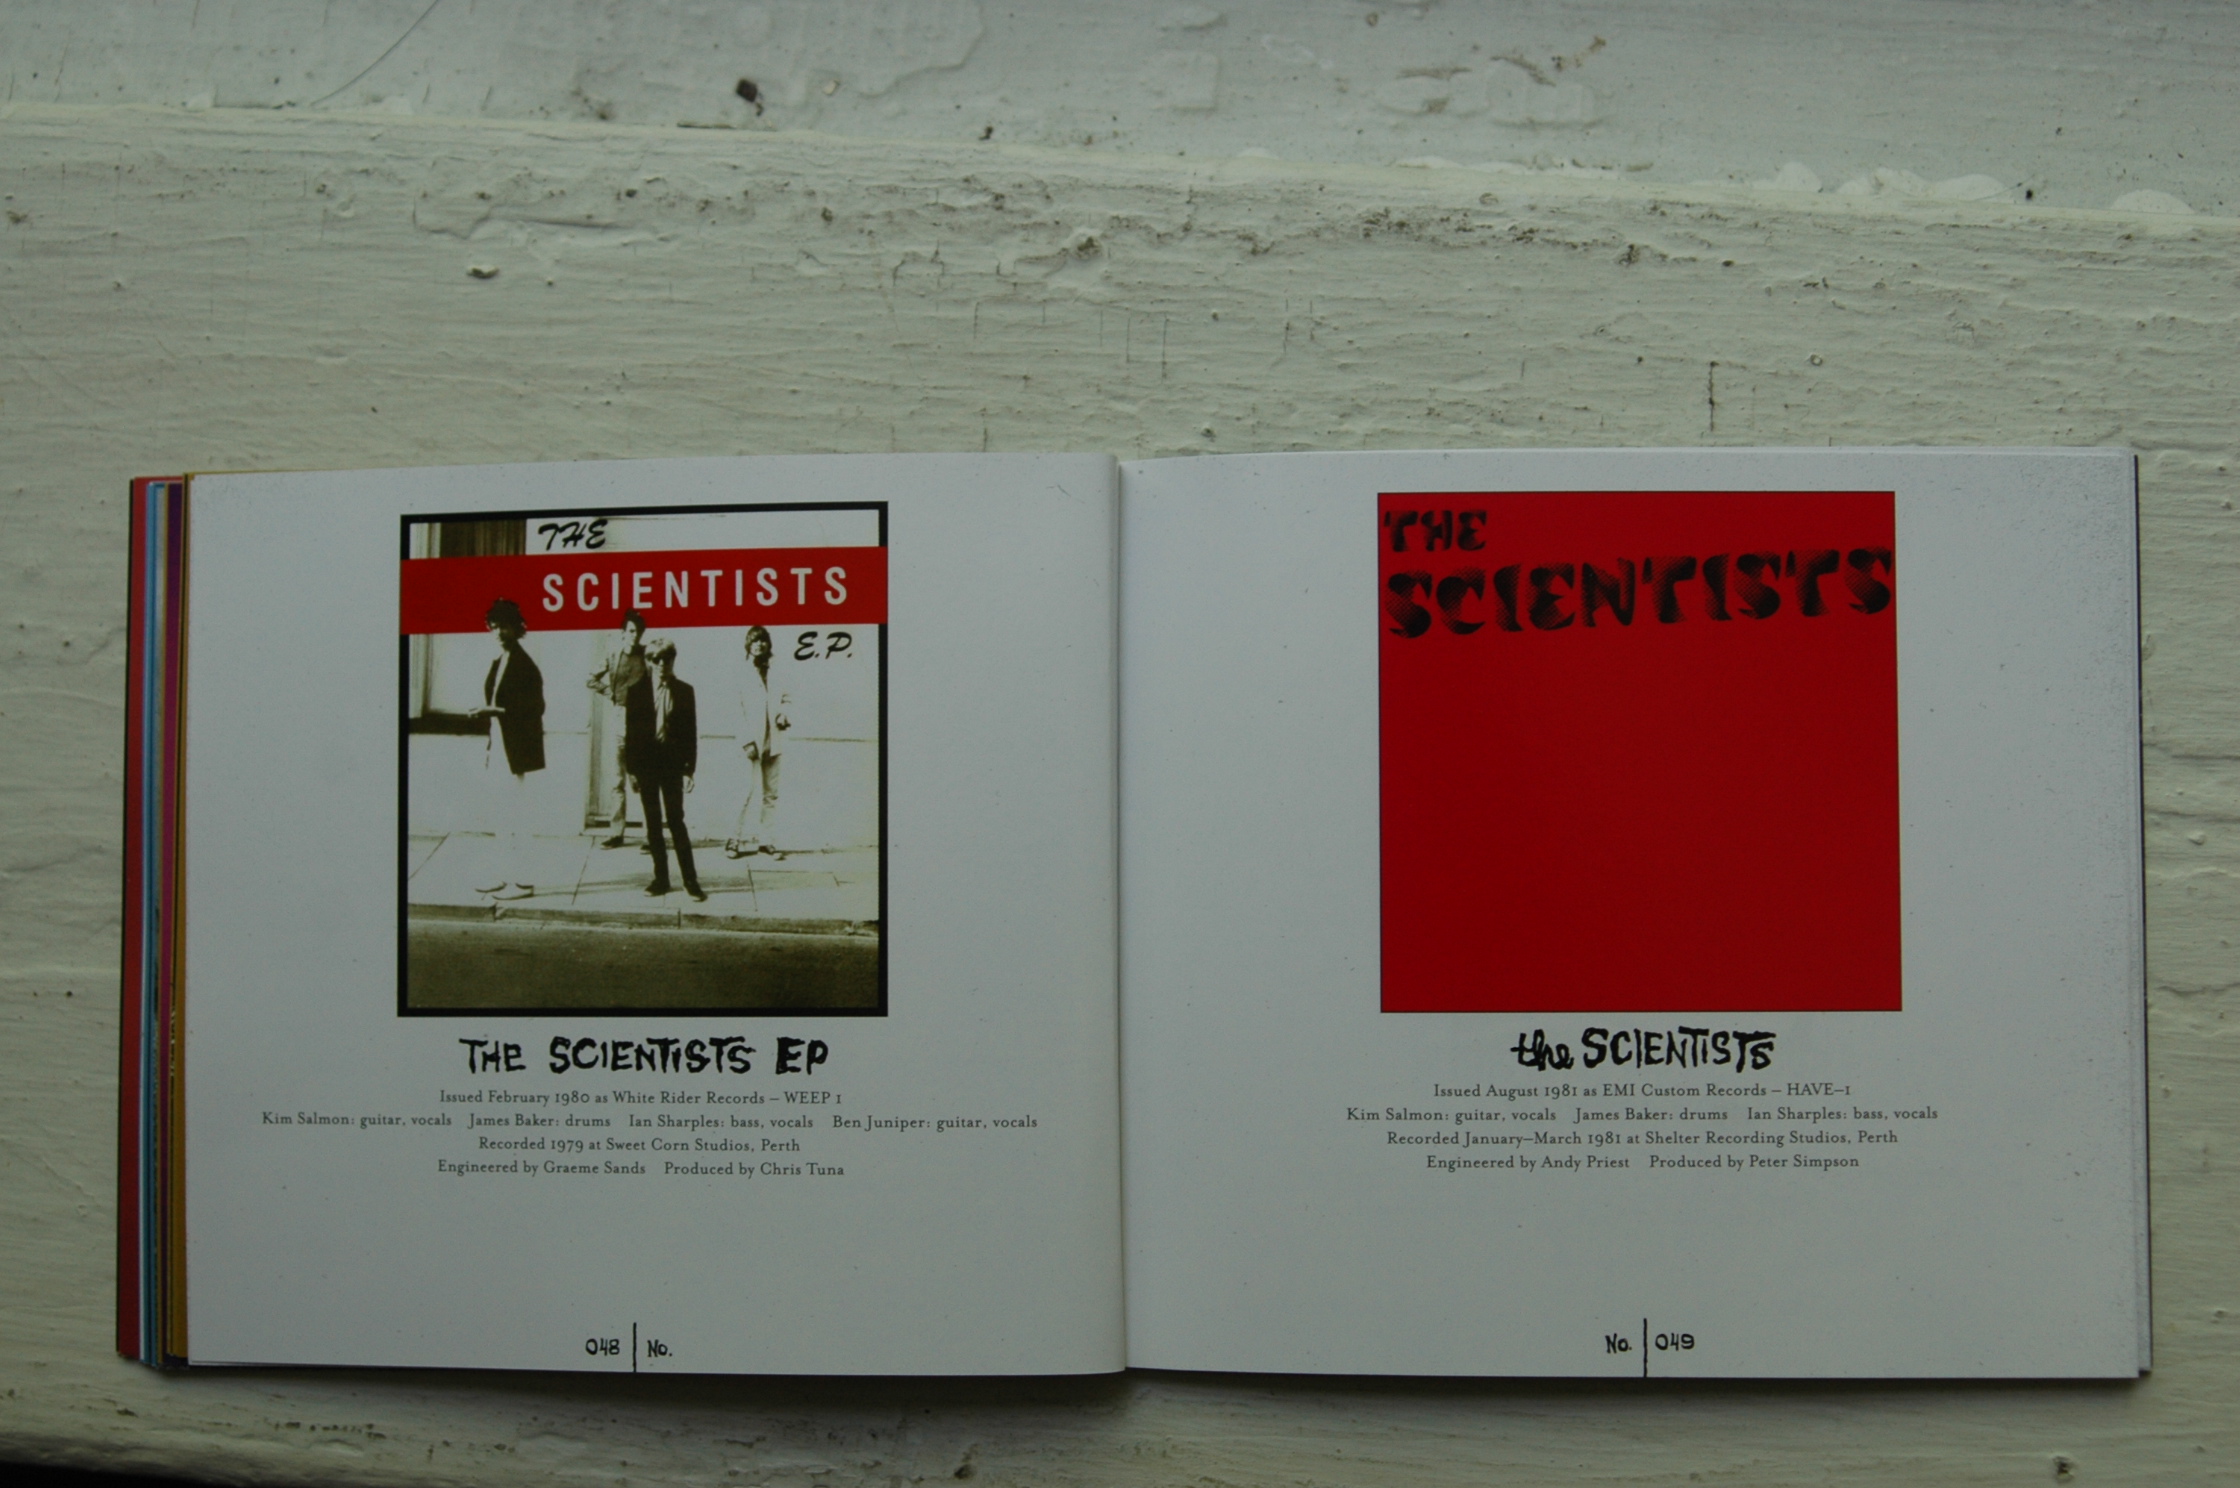 THE
SCIENTISTS
E.P.
THE SCIENTISTS EP
Issued February 1980 as White Rider Records – WEEP 1
Kim Salmon: guitar, vocals James Baker: drums Ian Sharples: bass, vocals Ben Juniper: guitar, vocals
Recorded 1979 at Sweet Corn Studios, Perth
Engineered by Graeme Sands Produced by Chris Tuna
048 | No.
THE
SCIENTISTS
the SCIENTISTS
Issued August 1981 as EMI Custom Records – HAVE–1
Kim Salmon: guitar, vocals James Baker: drums Ian Sharples: bass, vocals
Recorded January–March 1981 at Shelter Recording Studios, Perth
Engineered by Andy Priest Produced by Peter Simpson
No. | 049